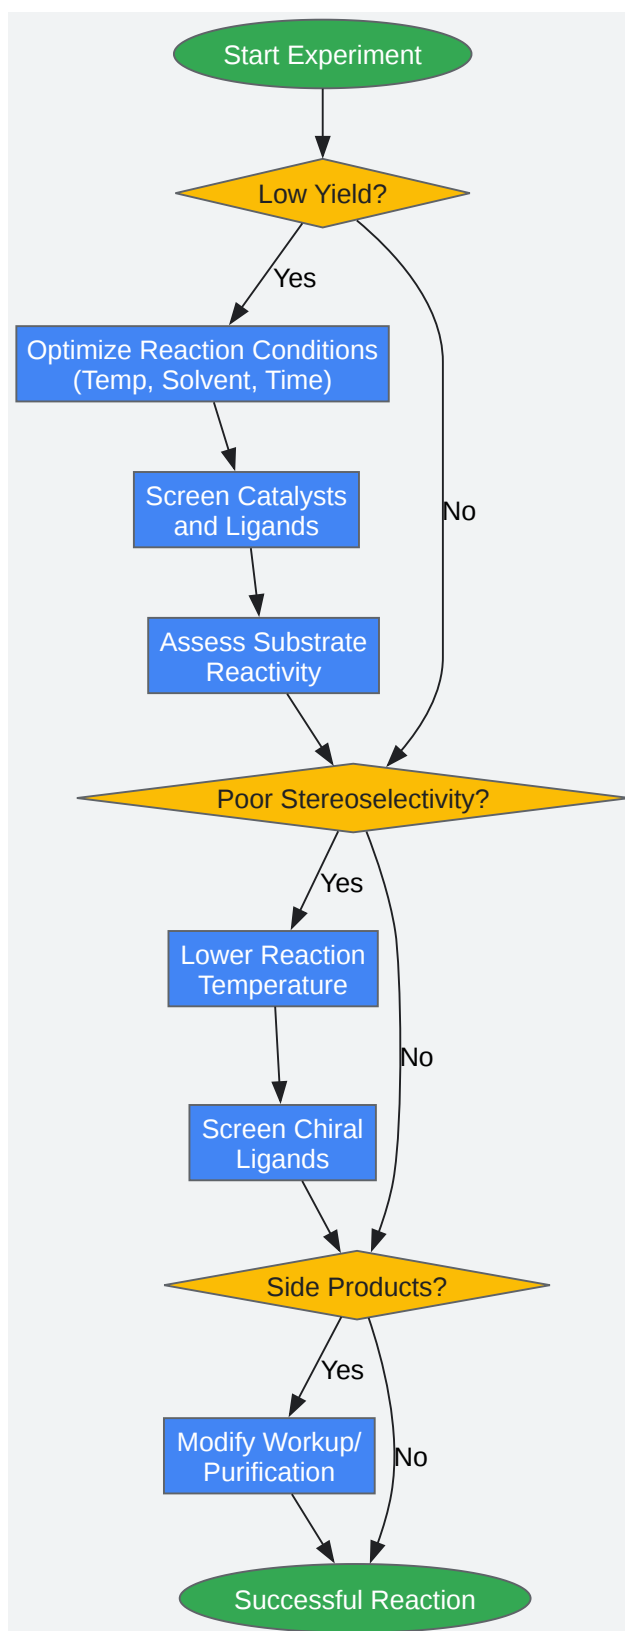 Start Experiment
Low Yield?
Yes
Optimize Reaction Conditions
(Temp, Solvent, Time)
Screen Catalysts
and Ligands
No
Assess Substrate
Reactivity
Poor Stereoselectivity?
Yes
Lower Reaction
Temperature
No
Screen Chiral
Ligands
Side Products?
Yes
Modify Workup/
Purification
No
Successful Reaction